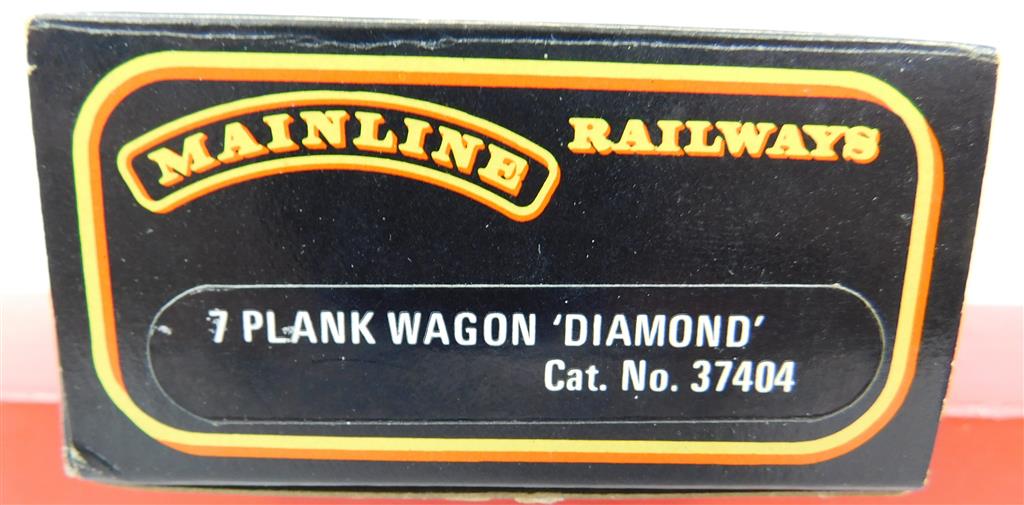 MAINLINE RAILWAYS
7 PLANK WAGON ‘DIAMOND’
Cat. No. 37404